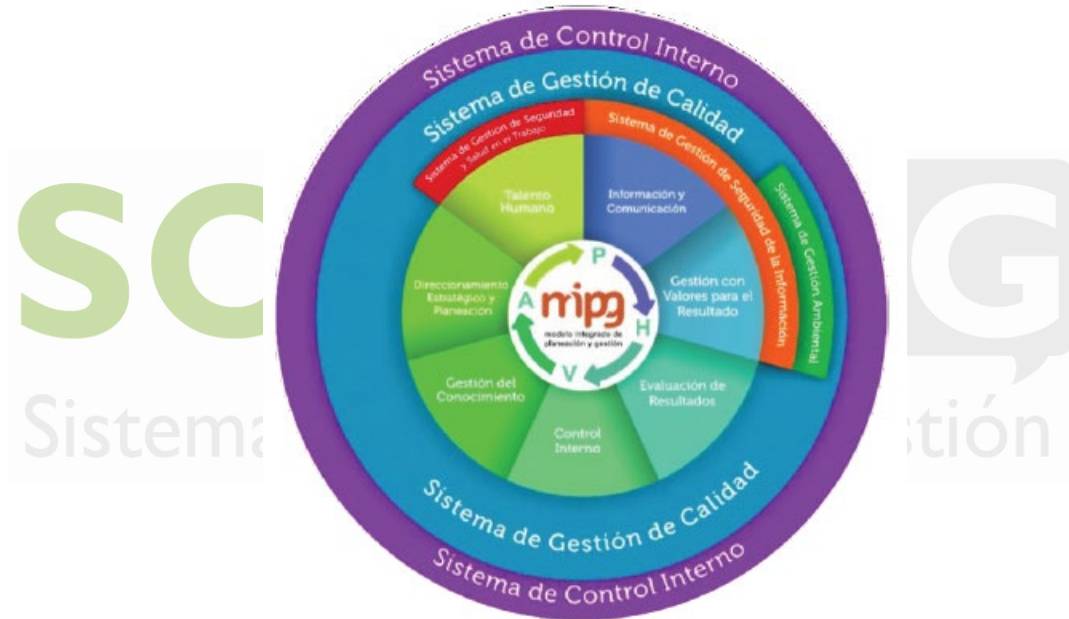 Sistema de Control Interno
Sistema de Gestión de Calidad
Sistema de Gestión de Seguridad
y Salud en el Trabajo
Sistema de Gestión de Seguridad de la Información
Sistema de Gestión Ambiental
Talento
Humano
Información y
Comunicación
Direccionamiento
Estratégico y
Planeación
Gestión con
Valores para el
Resultado
P
A
H
V
mipg
modelo integrado de
planeación y gestión
Gestión del
Conocimiento
Evaluación de
Resultados
Control
Interno
Sistema de Gestión de Calidad
Sistema de Control Interno
SC
G
Sistema
stión